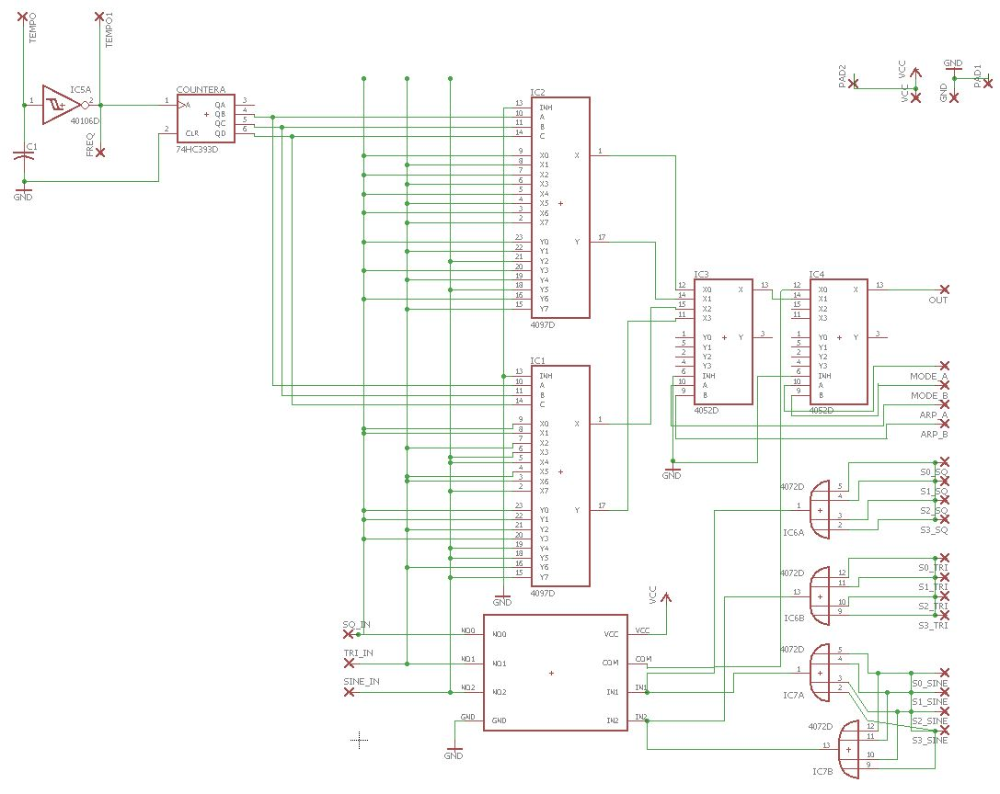 TEMPO
TEMPO1
IC5A
1
2
40106D
FREQ'
C1
GND
COUNTERA
1
A
QA
3
QB
4
QC
5
2
CLR
QD
6
74HC393D
PAD2
VCC
VCC
GND
GND
PAD1
IC2
13
INH
10
A
11
B
14
C
9
X0
X
1
8
X1
7
X2
6
X3
5
X4
4
X5
3
X6
2
X7
23
Y0
Y
17
22
Y1
21
Y2
20
Y3
19
Y4
18
Y5
16
Y6
15
Y7
4097D
IC1
13
INH
10
A
11
B
14
C
9
X0
X
1
8
X1
7
X2
6
X3
5
X4
4
X5
3
X6
2
X7
23
Y0
Y
17
22
Y1
21
Y2
20
Y3
19
Y4
18
Y5
16
Y6
15
Y7
4097D
GND
IC3
12
X0
X
13
14
X1
15
X2
11
X3
1
Y0
Y
3
5
Y1
2
Y2
4
Y3
6
INH
10
A
9
B
4052D
GND
IC4
12
X0
X
13
14
X1
15
X2
11
X3
1
Y0
Y
3
5
Y1
2
Y2
4
Y3
6
INH
10
A
9
B
4052D
OUT
MODE_A
MODE_B
ARP_A
ARP_B
4072D
1
5
4
3
2
IC6A
S0_SQ
S1_SQ
S2_SQ
S3_SQ
4072D
13
12
11
10
9
IC6B
S0_TRI
S1_TRI
S2_TRI
S3_TRI
4072D
1
5
4
3
2
IC7A
S0_SINE
S1_SINE
S2_SINE
S3_SINE
4072D
13
12
11
10
9
IC7B
SQ_IN
TRI_IN
SINE_IN
NO0
NO0
VCC
VCC
VCC
NO1
NO1
COM
COM
NO2
NO2
IN1
IN1
GND
GND
IN2
IN2
GND